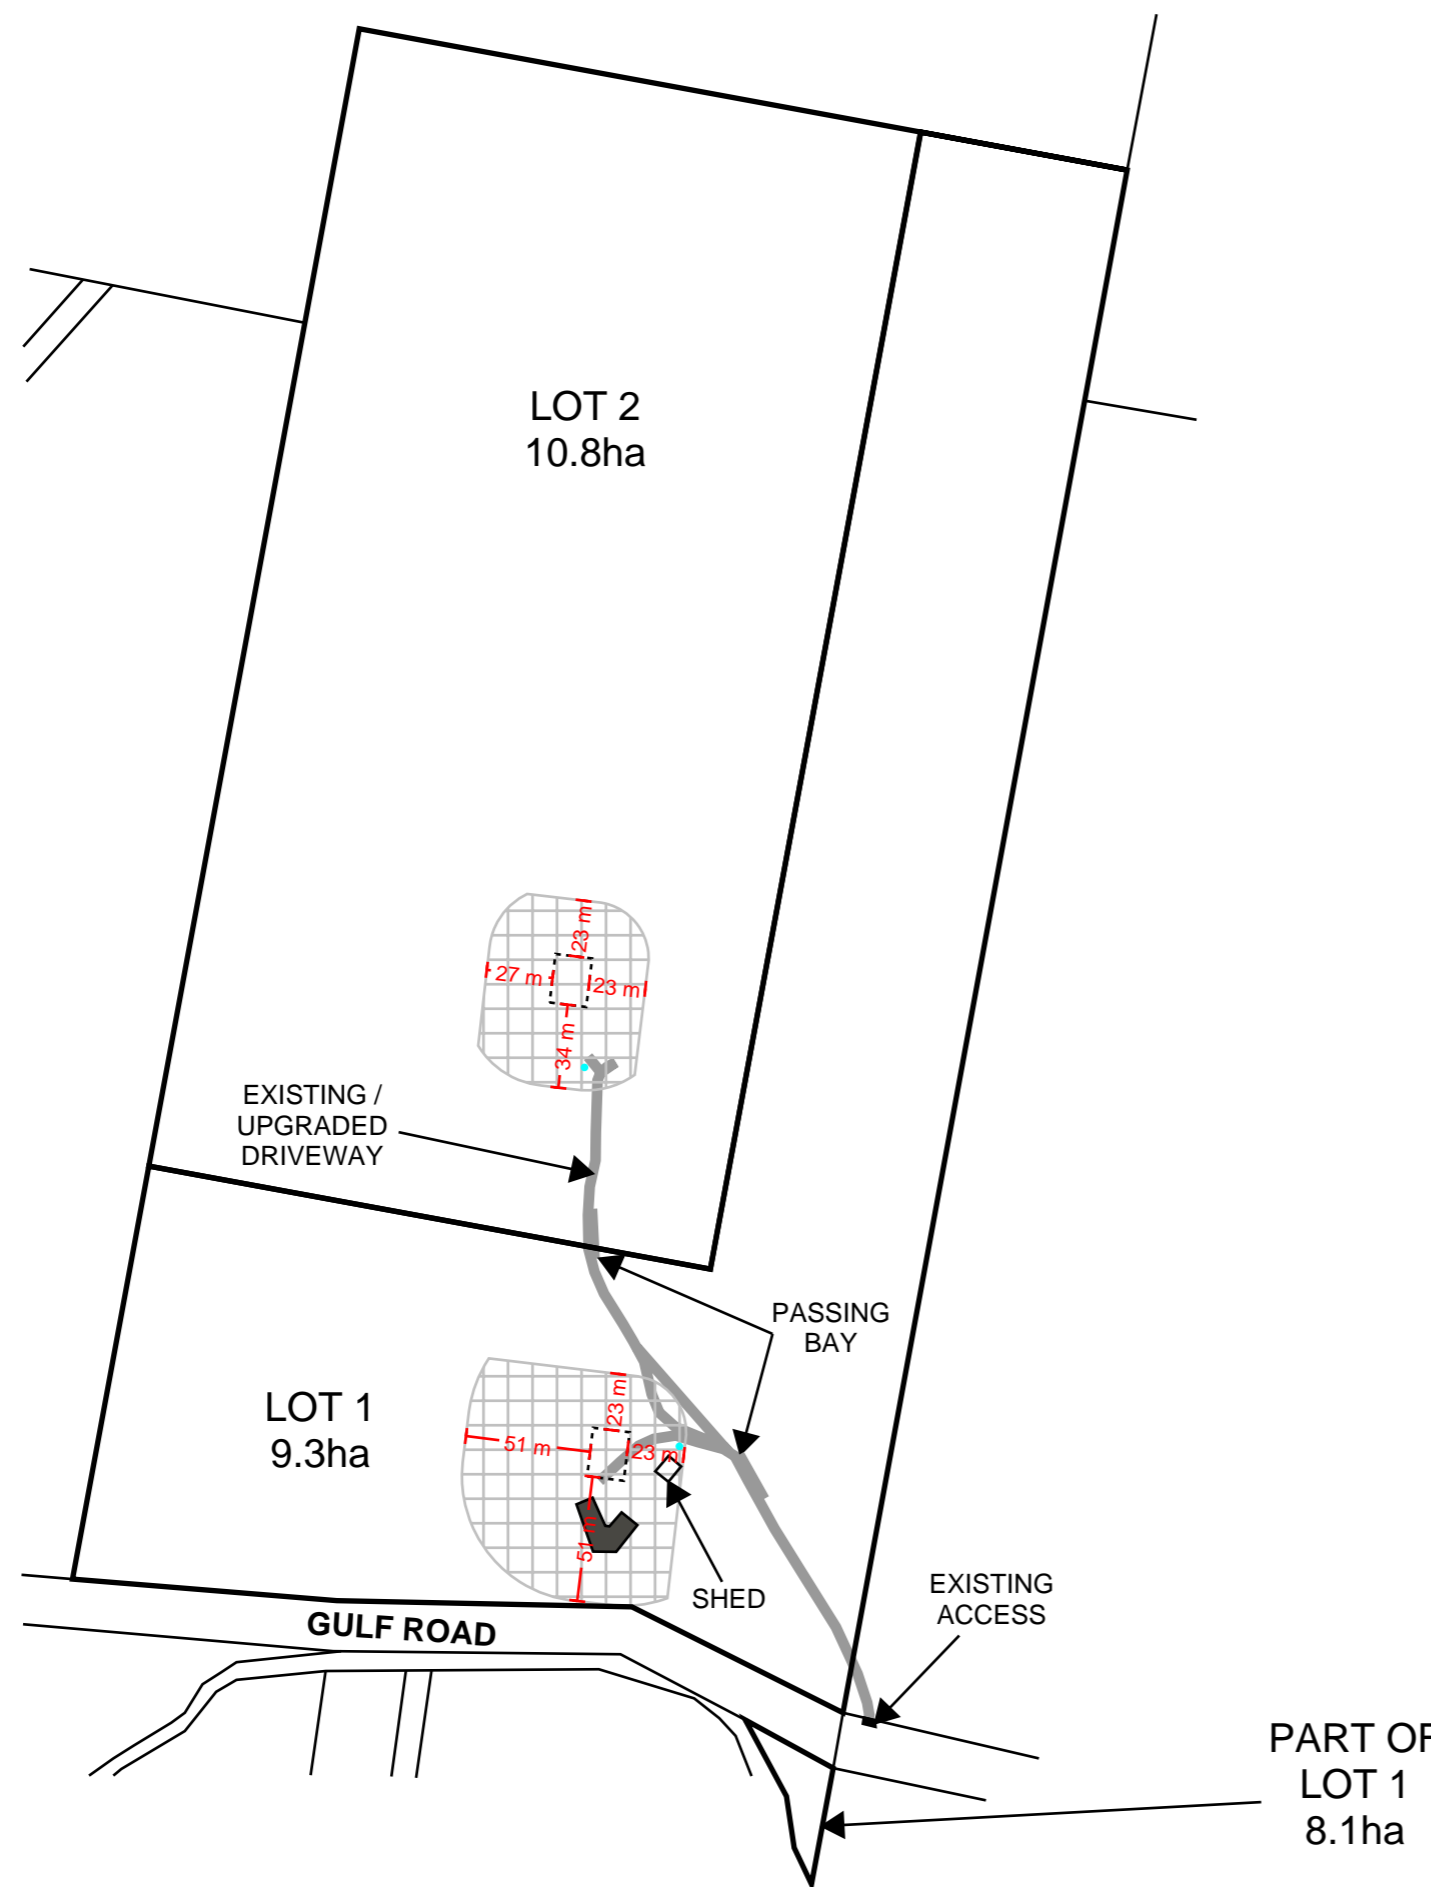 LOT 2
10.8ha
23 m
27 m
23 m
34 m
EXISTING /
UPGRADED
DRIVEWAY
PASSING
BAY
LOT 1
9.3ha
23 m
51 m
23 m
51 m
SHED
EXISTING
ACCESS
GULF ROAD
PART OF
LOT 1
8.1ha